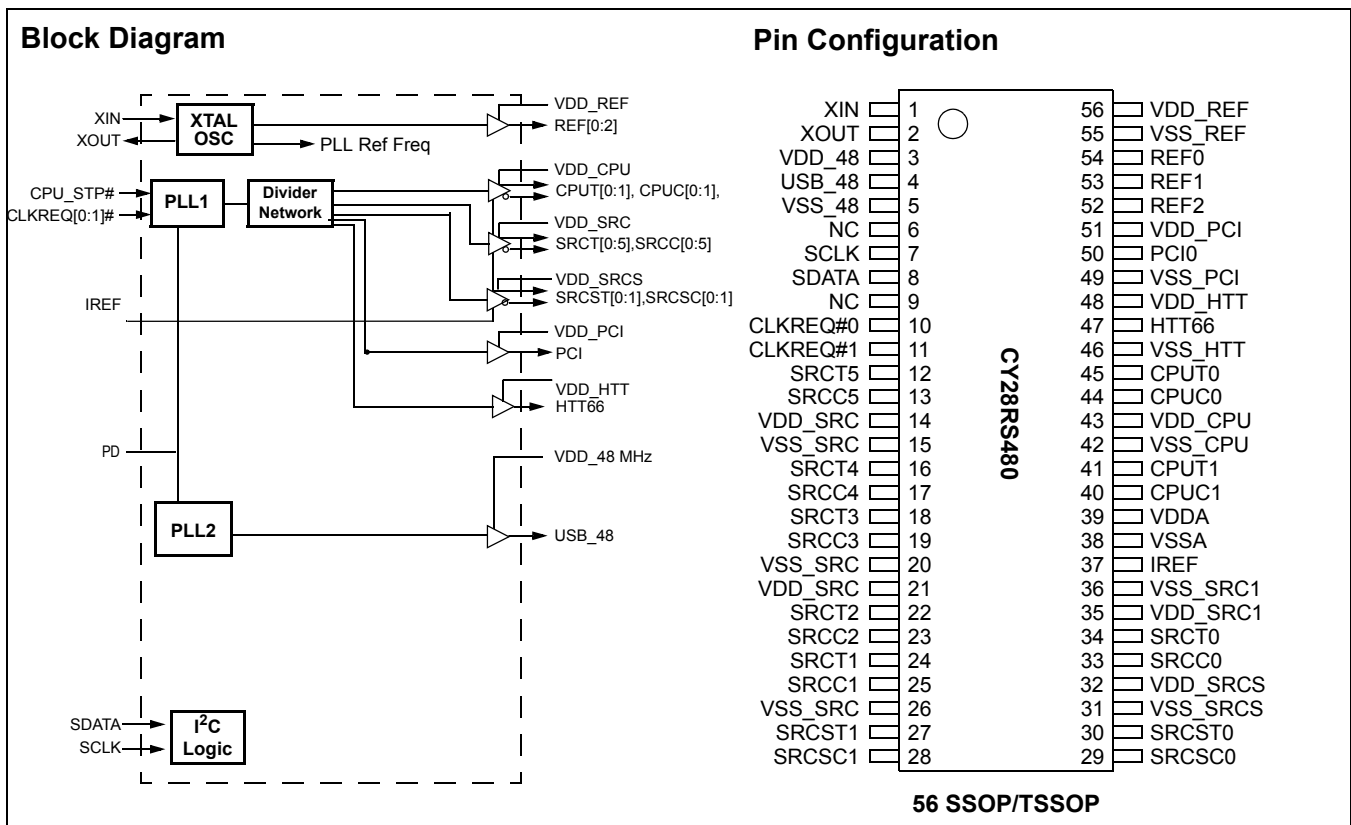 Block Diagram
XIN
XOUT
XTAL
OSC
PLL Ref Freq
VDD_REF
REF[0:2]
CPU_STP#
CLKREQ[0:1]#
PLL1
Divider
Network
VDD_CPU
CPUT[0:1], CPUC[0:1],
VDD_SRC
SRCT[0:5],SRCC[0:5]
VDD_SRCS
SRCST[0:1],SRCSC[0:1]
IREF
VDD_PCI
PCI
VDD_HTT
HTT66
PD
VDD_48 MHz
PLL2
USB_48
SDATA
SCLK
I2C
Logic
Pin Configuration
XIN 1
XOUT 2
VDD_48 3
USB_48 4
VSS_48 5
NC 6
SCLK 7
SDATA 8
NC 9
CLKREQ#0 10
CLKREQ#1 11
SRCT5 12
SRCC5 13
VDD_SRC 14
VSS_SRC 15
SRCT4 16
SRCC4 17
SRCT3 18
SRCC3 19
VSS_SRC 20
VDD_SRC 21
SRCT2 22
SRCC2 23
SRCT1 24
SRCC1 25
VSS_SRC 26
SRCST1 27
SRCSC1 28
CY28RS480
56 VDD_REF
55 VSS_REF
54 REF0
53 REF1
52 REF2
51 VDD_PCI
50 PCI0
49 VSS_PCI
48 VDD_HTT
47 HTT66
46 VSS_HTT
45 CPUT0
44 CPUC0
43 VDD_CPU
42 VSS_CPU
41 CPUT1
40 CPUC1
39 VDDA
38 VSSA
37 IREF
36 VSS_SRC1
35 VDD_SRC1
34 SRCT0
33 SRCC0
32 VDD_SRCS
31 VSS_SRCS
30 SRCST0
29 SRCSC0
56 SSOP/TSSOP